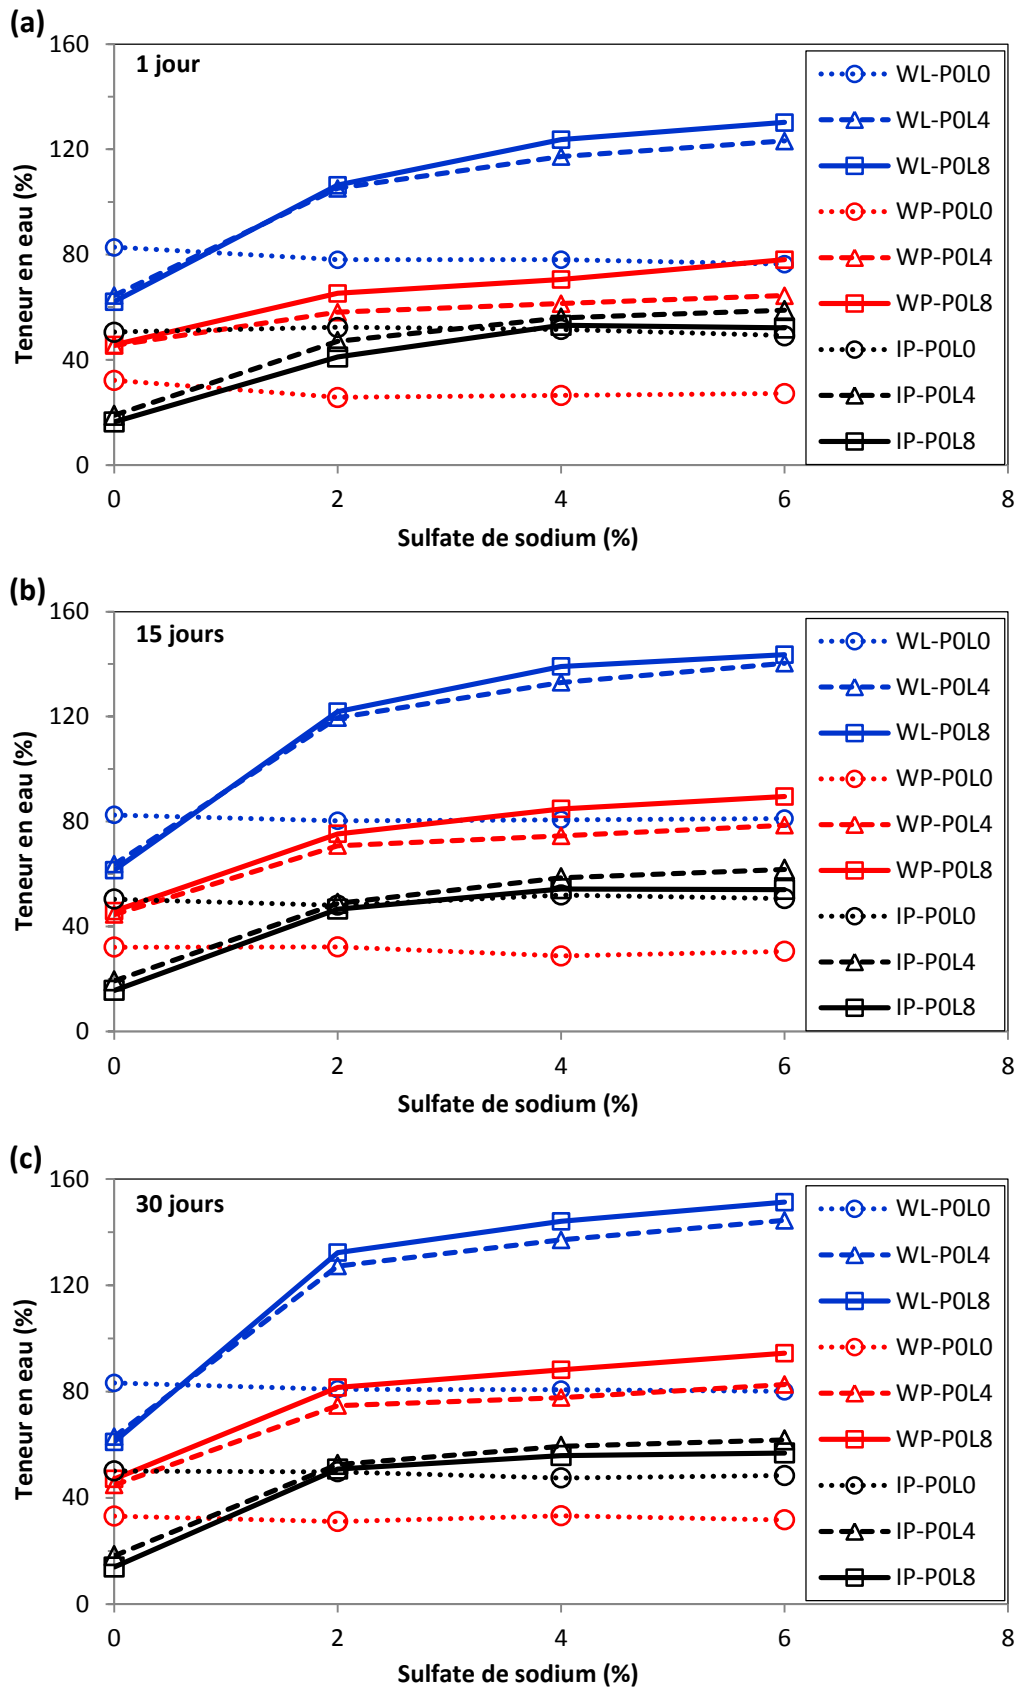 (a)
160
120
80
40
0
Teneur en eau (%)
1 jour
WL-P0L0
WL-P0L4
WL-P0L8
WP-P0L0
WP-P0L4
WP-P0L8
IP-P0L0
IP-P0L4
IP-P0L8
0 2 4 6 8
Sulfate de sodium (%)
(b)
160
120
80
40
0
Teneur en eau (%)
15 jours
WL-P0L0
WL-P0L4
WL-P0L8
WP-P0L0
WP-P0L4
WP-P0L8
IP-P0L0
IP-P0L4
IP-P0L8
0 2 4 6 8
Sulfate de sodium (%)
(c)
160
120
80
40
0
Teneur en eau (%)
30 jours
WL-P0L0
WL-P0L4
WL-P0L8
WP-P0L0
WP-P0L4
WP-P0L8
IP-P0L0
IP-P0L4
IP-P0L8
0 2 4 6 8
Sulfate de sodium (%)